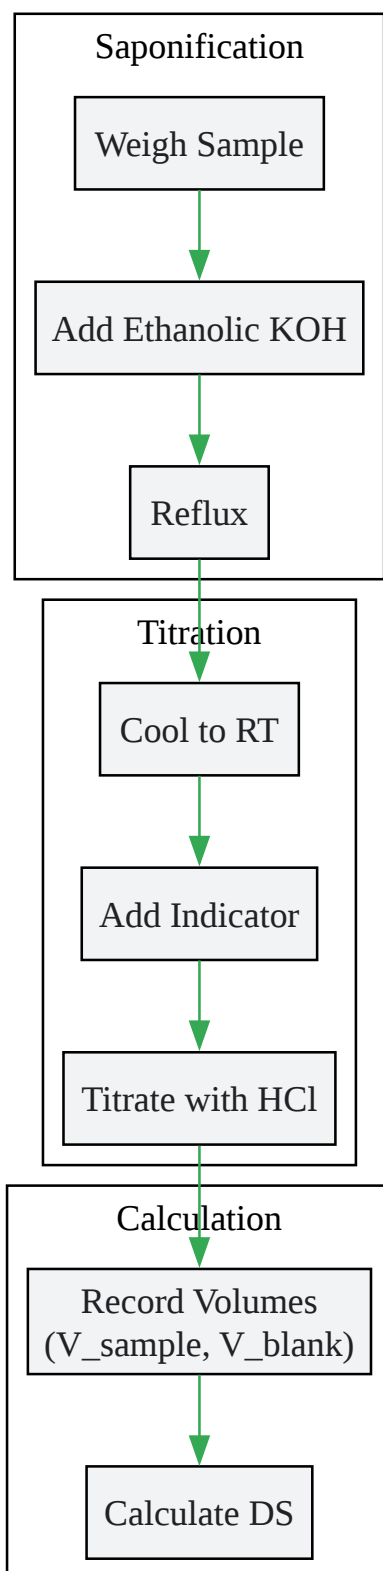 Saponification
Weigh Sample
Add Ethanolic KOH
Reflux
Titration
Cool to RT
Add Indicator
Titrate with HCl
Calculation
Record Volumes
(V_sample, V_blank)
Calculate DS